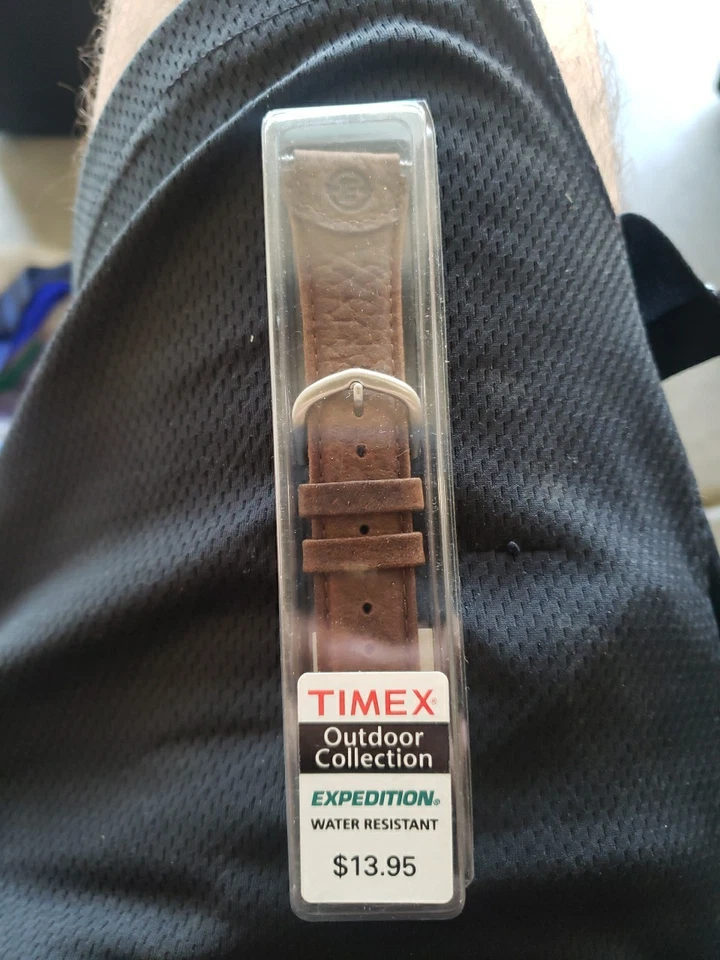 E
TIMEX®
Outdoor
Collection
EXPEDITION®
WATER RESISTANT
$13.95